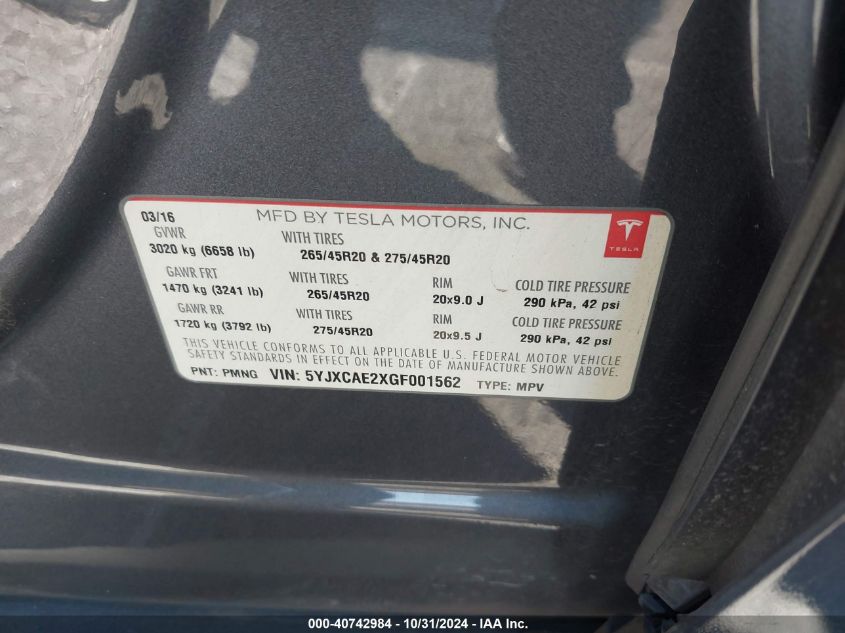 03/16 MFD BY TESLA MOTORS, INC.
GVWR WITH TIRES
3020 kg (6658 lb) 265/45R20 & 275/45R20
TESLA
GAWR FRT WITH TIRES RIM COLD TIRE PRESSURE
1470 kg (3241 lb) 265/45R20 20x9.0 J 290 kPa, 42 psi
GAWR RR WITH TIRES RIM COLD TIRE PRESSURE
1720 kg (3792 lb) 275/45R20 20x9.5 J 290 kPa, 42 psi
THIS VEHICLE CONFORMS TO ALL APPLICABLE U.S. FEDERAL MOTOR VEHICLE
SAFETY STANDARDS IN EFFECT ON THE DATE OF MANUFACTURE SHOWN ABOVE.
PNT: PMNG VIN: 5YJXCAE2XGF001562 TYPE: MPV
000-40742984 - 10/31/2024 - IAA Inc.